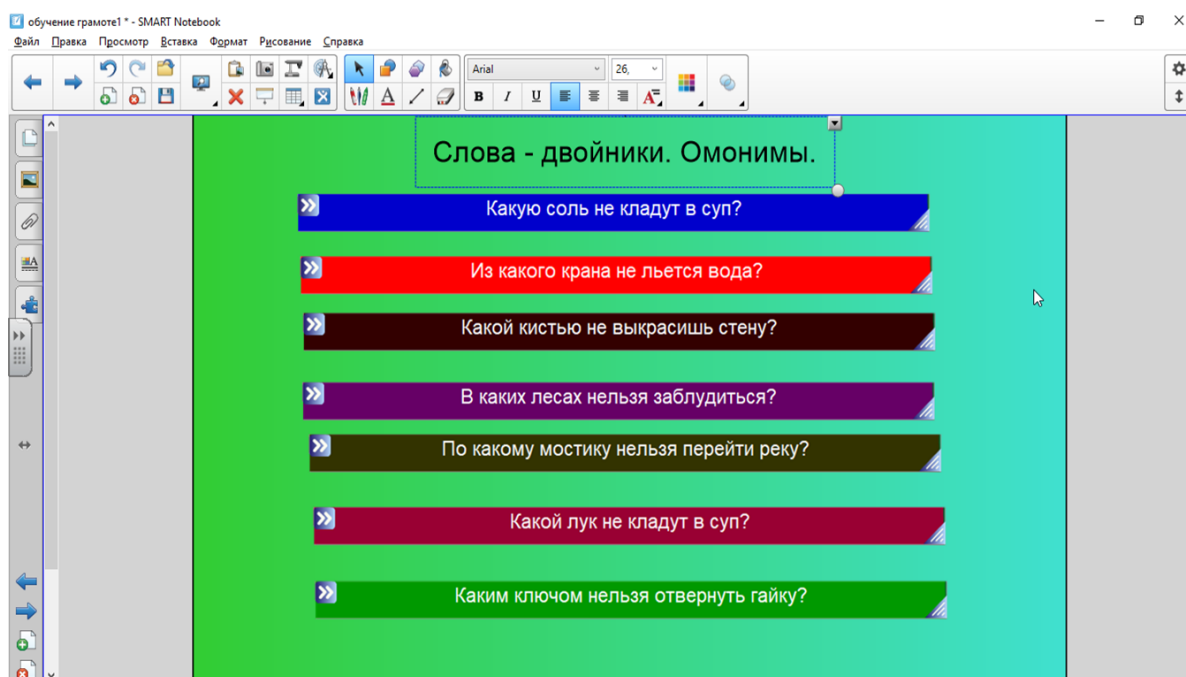 обучение грамоте1 * - SMART Notebook
Файл Правка Просмотр Вставка Формат Рисование Справка
Arial 26,
B I U A
Слова - двойники. Омонимы.
Какую соль не кладут в суп?
Из какого крана не льется вода?
Какой кистью не выкрасишь стену?
В каких лесах нельзя заблудиться?
По какому мостику нельзя перейти реку?
Какой лук не кладут в суп?
Каким ключом нельзя отвернуть гайку?